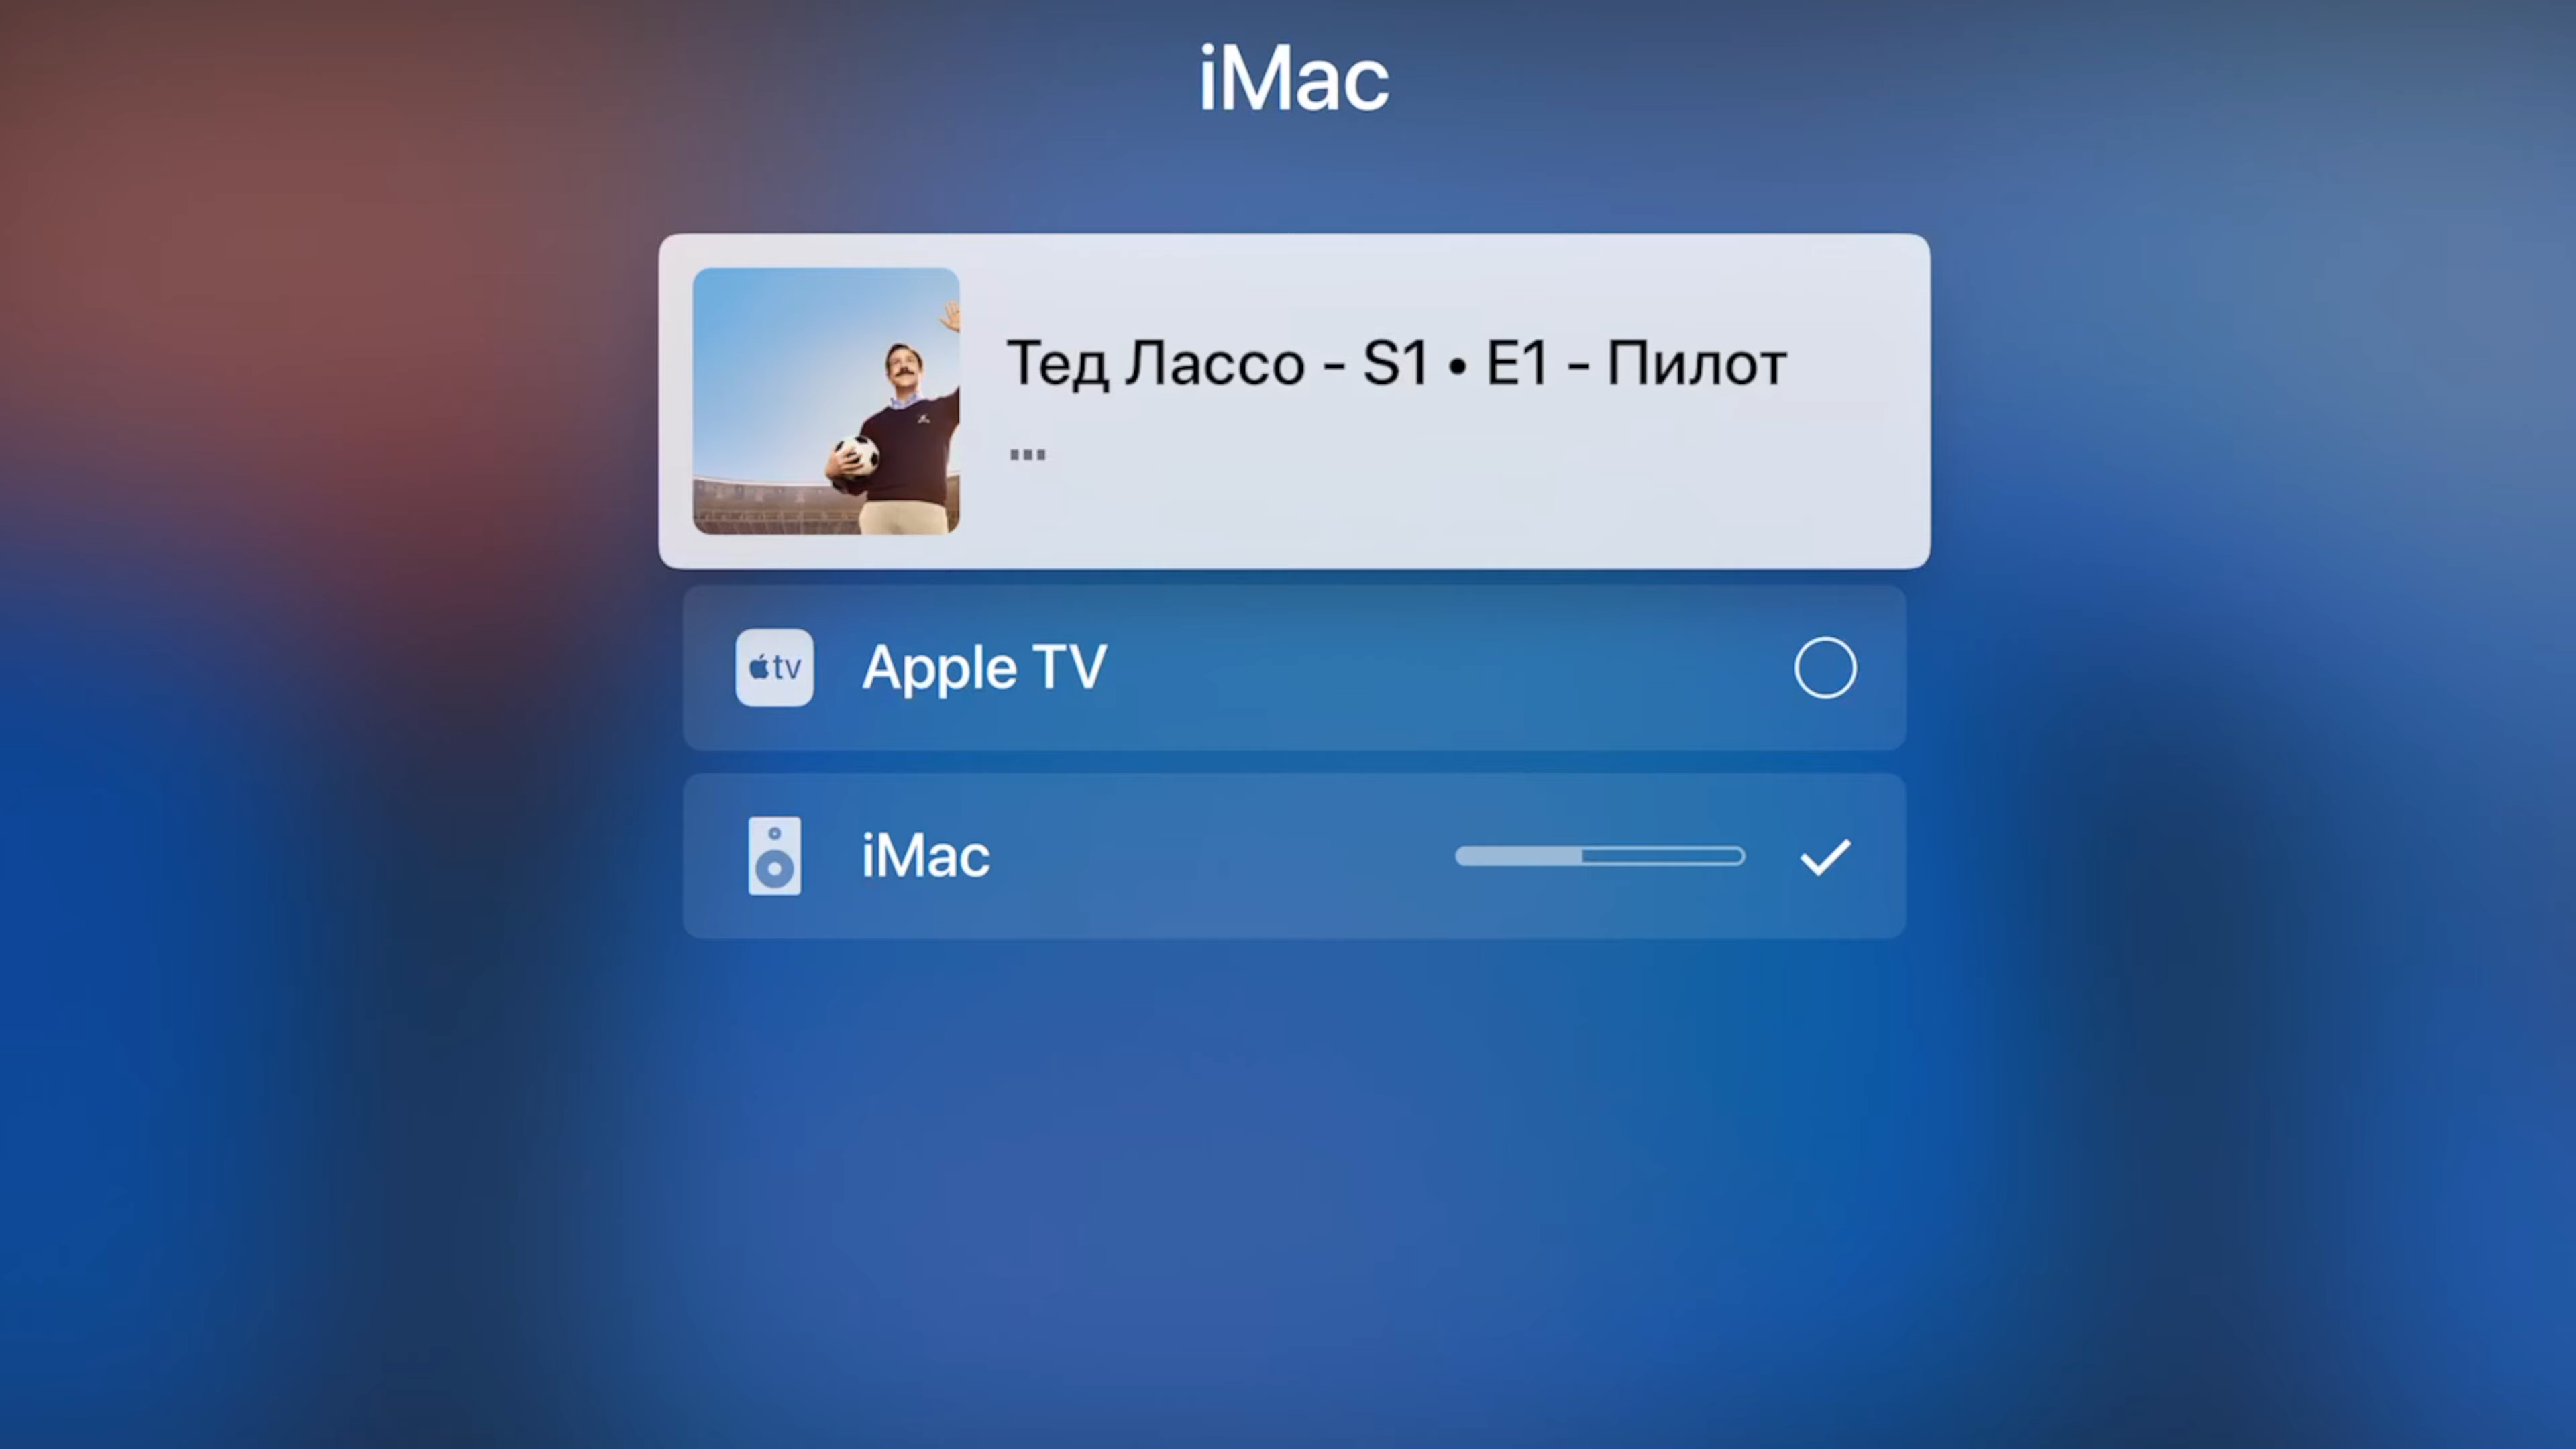 iMac
Тед Лассо - S1 • E1 - Пилот
tv
Apple TV
iMac